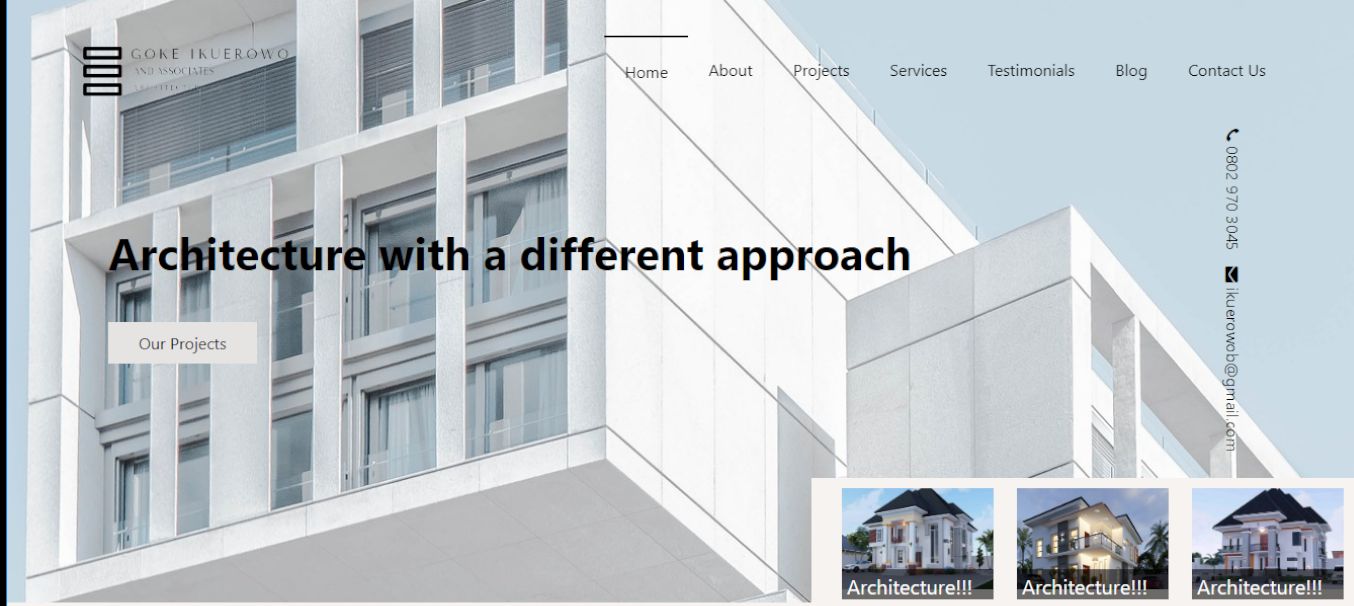 GOKE IKUEROWO
AND ASSOCIATES
Home About Projects Services Testimonials Blog Contact Us
0802 970 3045 ikuerowob@gmail.com
Architecture with a different approach
Our Projects
Architecture!!! Architecture!!! Architecture!!!